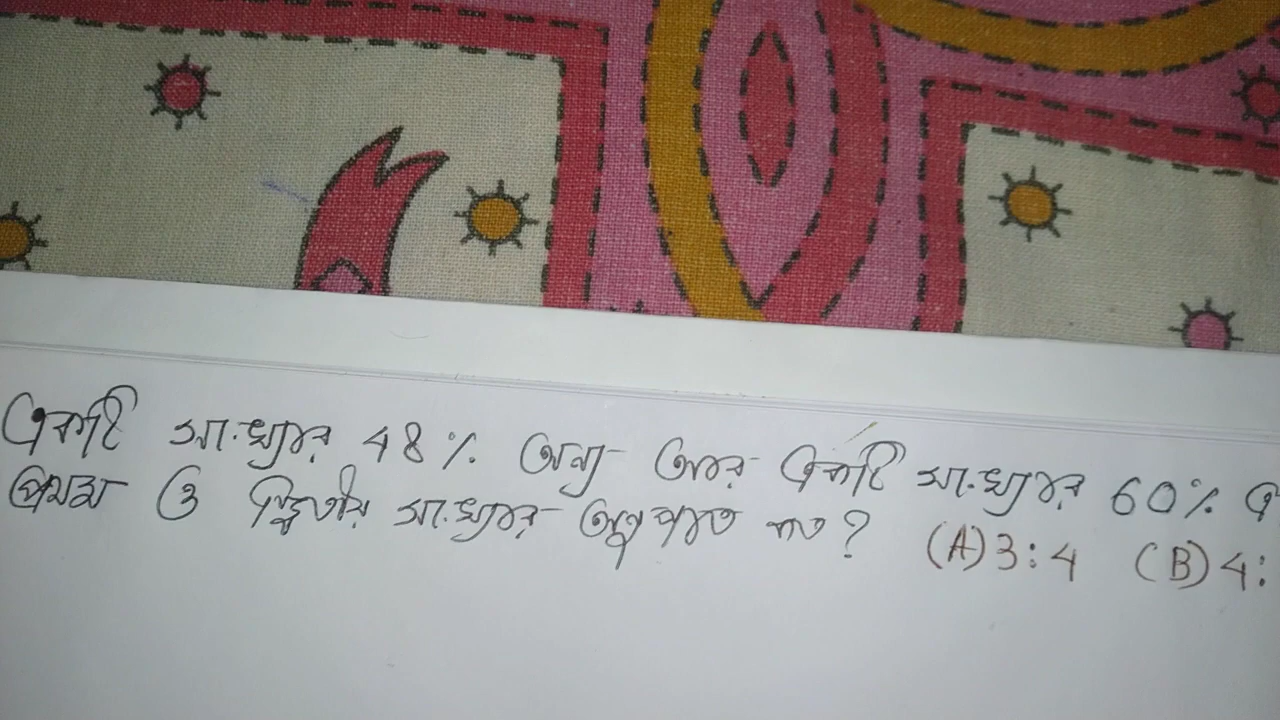 একটি সংখ্যার 48% অন্য আর একটি সংখ্যার 60% এ
প্রথম ও দ্বিতীয় সংখ্যার অনুপাত কত? (A) 3:4 (B) 4: